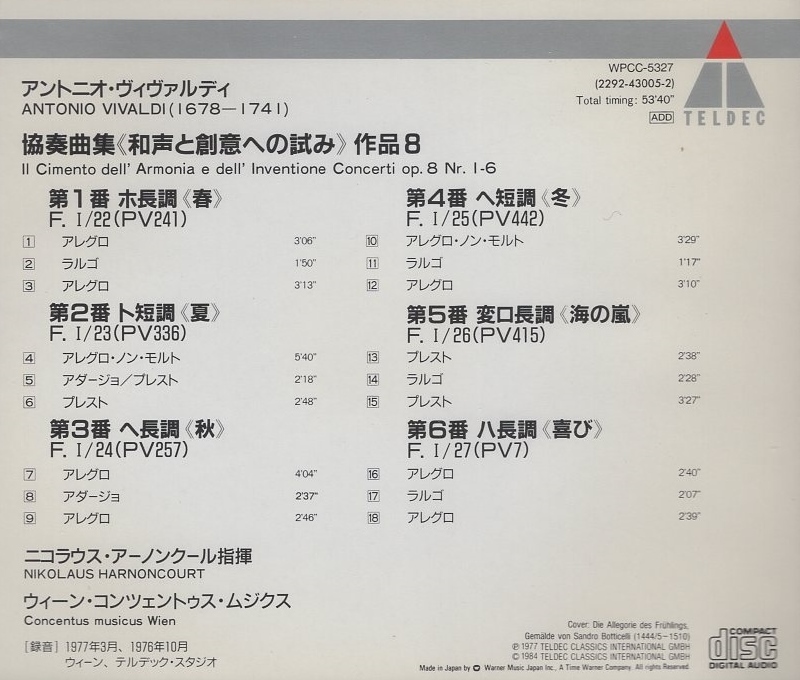 WPCC-5327
(2292-43005-2)
Total timing: 53'40"
ADD
TELDEC
アントニオ・ヴィヴァルディ
ANTONIO VIVALDI(1678—1741)
協奏曲集《和声と創意への試み》作品8
Il Cimento dell' Armonia e dell' Inventione Concerti op. 8 Nr. 1-6
第1番 ホ長調《春》
F. I/22(PV241)
1 アレグロ 3'06"
2 ラルゴ 1'50"
3 アレグロ 3'13"
第2番 ト短調《夏》
F. I/23(PV336)
4 アレグロ・ノン・モルト 5'40"
5 アダージョ/プレスト 2'18"
6 プレスト 2'48"
第3番 ヘ長調《秋》
F. I/24(PV257)
7 アレグロ 4'04"
8 アダージョ 2'37"
9 アレグロ 2'46"
第4番 ヘ短調《冬》
F. I/25(PV442)
10 アレグロ・ノン・モルト 3'29"
11 ラルゴ 1'17"
12 アレグロ 3'10"
第5番 変ロ長調《海の嵐》
F. I/26(PV415)
13 プレスト 2'38"
14 ラルゴ 2'28"
15 プレスト 3'27"
第6番 ハ長調《喜び》
F. I/27(PV7)
16 アレグロ 2'40"
17 ラルゴ 2'07"
18 アレグロ 2'39"
ニコラウス・アーノンクール指揮
NIKOLAUS HARNONCOURT
ウィーン・コンツェントゥス・ムジクス
Concentus musicus Wien
[録音] 1977年3月、1976年10月
ウィーン、テルデック・スタジオ
Cover: Die Allegorie des Frühlings,
Gemälde von Sandro Botticelli (1444/5-1510)
℗ 1977 TELDEC CLASSICS INTERNATIONAL GMBH
© 1984 TELDEC CLASSICS INTERNATIONAL GMBH
Made in Japan by Warner Music Japan Inc., A Time Warner Company. All rights Reserved.
COMPACT
disc
DIGITAL AUDIO